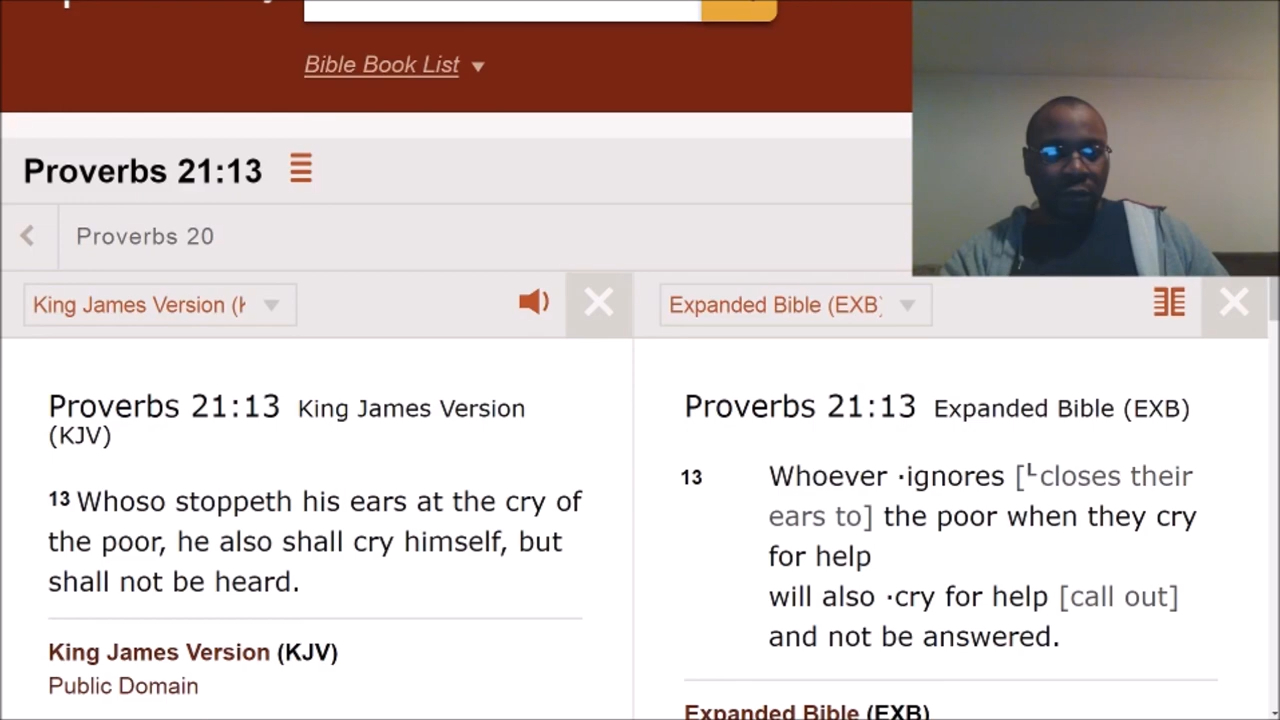 Bible Book List
Proverbs 21:13
Proverbs 20
King James Version (K
Expanded Bible (EXB)
Proverbs 21:13 King James Version
(KJV)
13 Whoso stoppeth his ears at the cry of
the poor, he also shall cry himself, but
shall not be heard.
King James Version (KJV)
Public Domain
Proverbs 21:13 Expanded Bible (EXB)
13 Whoever ·ignores [ᴸcloses their
ears to] the poor when they cry
for help
will also ·cry for help [call out]
and not be answered.
Expanded Bible (EXB)